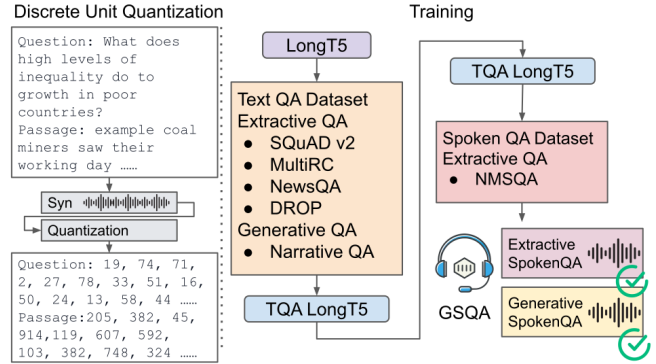 Discrete Unit Quantization
Question: What does
high levels of
inequality do to
growth in poor
countries?
Passage: example coal
miners saw their
working day ……
Syn
Quantization
Question: 19, 74, 71,
2, 27, 78, 33, 51, 16,
50, 24, 13, 58, 44 ……
Passage:205, 382, 45,
914,119, 607, 592,
103, 382, 748, 324 ……
Training
LongT5
Text QA Dataset
Extractive QA
● SQuAD v2
● MultiRC
● NewsQA
● DROP
Generative QA
● Narrative QA
TQA LongT5
TQA LongT5
Spoken QA Dataset
Extractive QA
● NMSQA
GSQA
Extractive
SpokenQA
Generative
SpokenQA